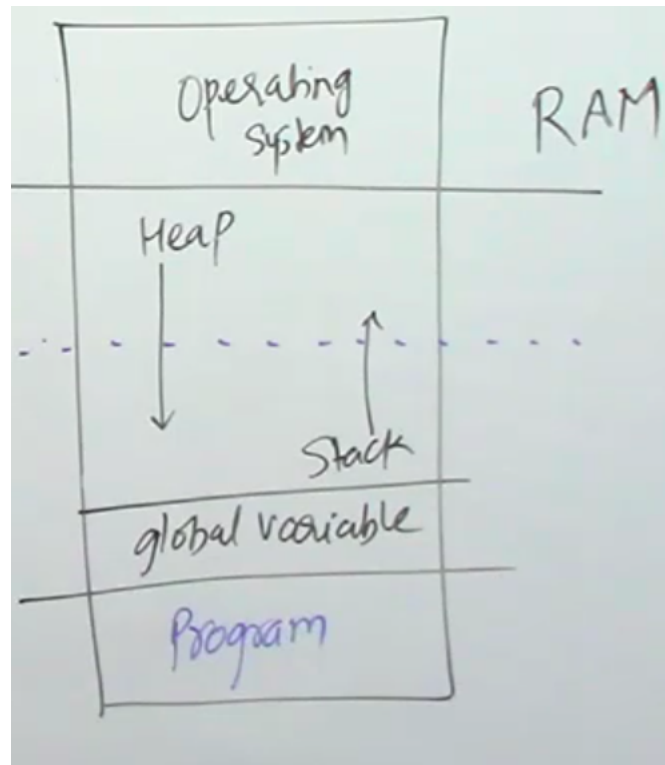 Operating
system
RAM
Heap
Stack
global variable
Program